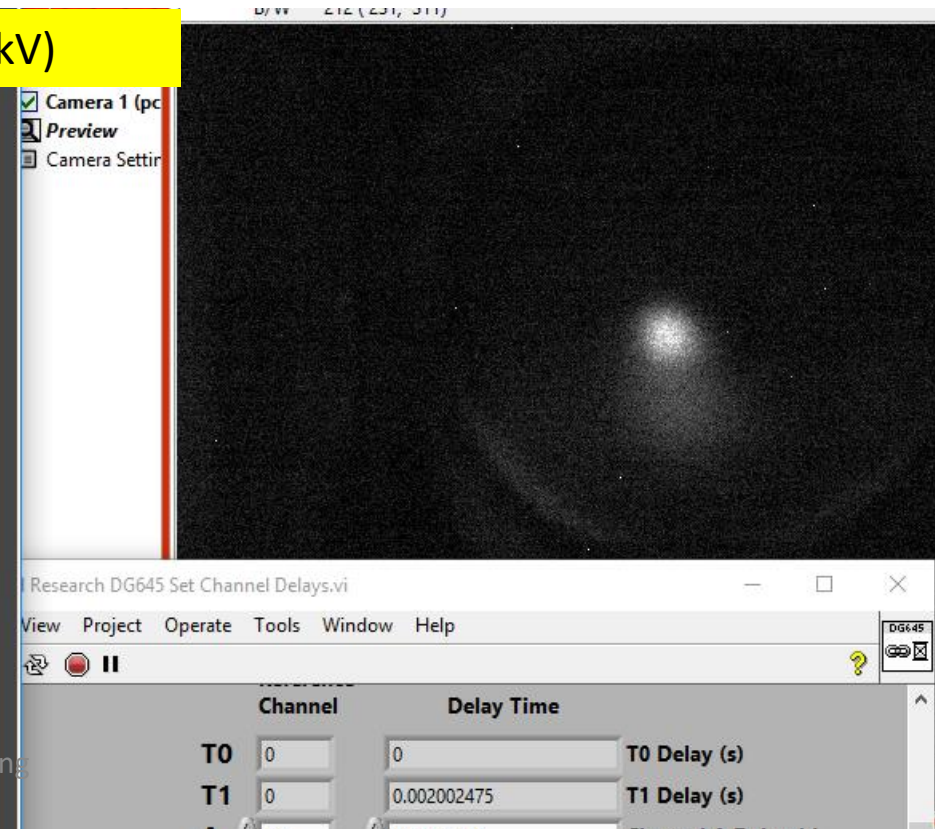 kV)
Camera 1 (pc
Preview
Camera Settin
Research DG645 Set Channel Delays.vi
View Project Operate Tools Window Help
DG645
Channel Delay Time
T0 0 0 T0 Delay (s)
T1 0 0.002002475 T1 Delay (s)